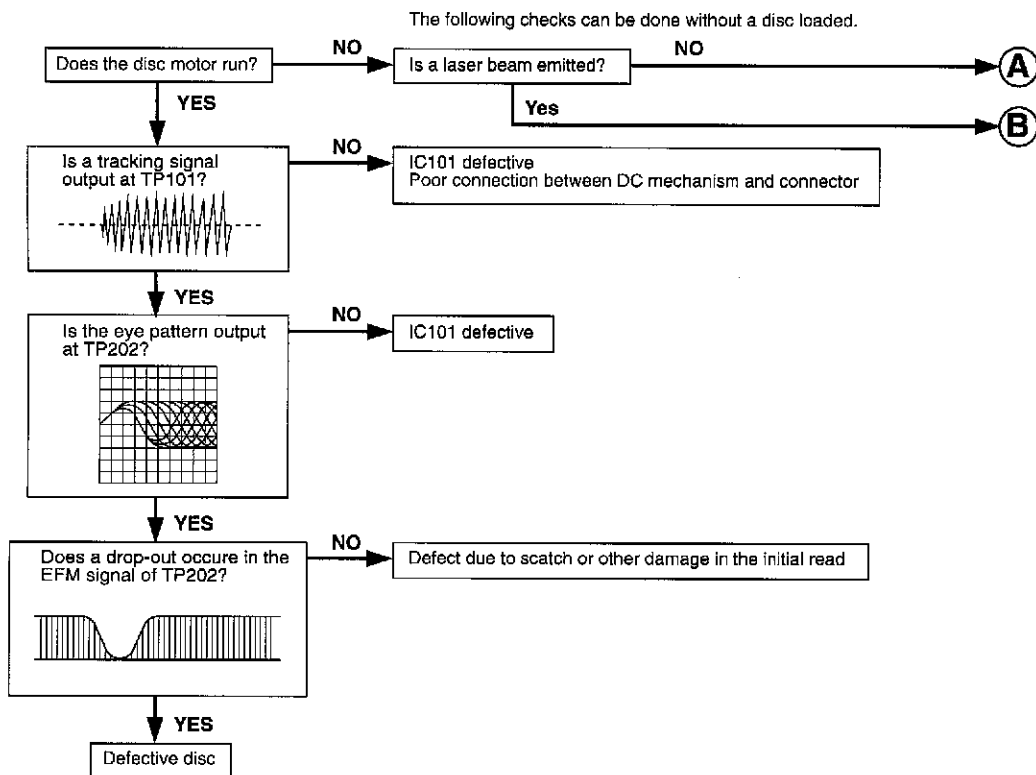 The following checks can be done without a disc loaded.
Does the disc motor run?
NO
Is a laser beam emitted?
NO
A
YES
Yes
B
Is a tracking signal
output at TP101?
NO
IC101 defective
Poor connection between DC mechanism and connector
YES
Is the eye pattern output
at TP202?
NO
IC101 defective
YES
Does a drop-out occure in the
EFM signal of TP202?
NO
Defect due to scatch or other damage in the initial read
YES
Defective disc